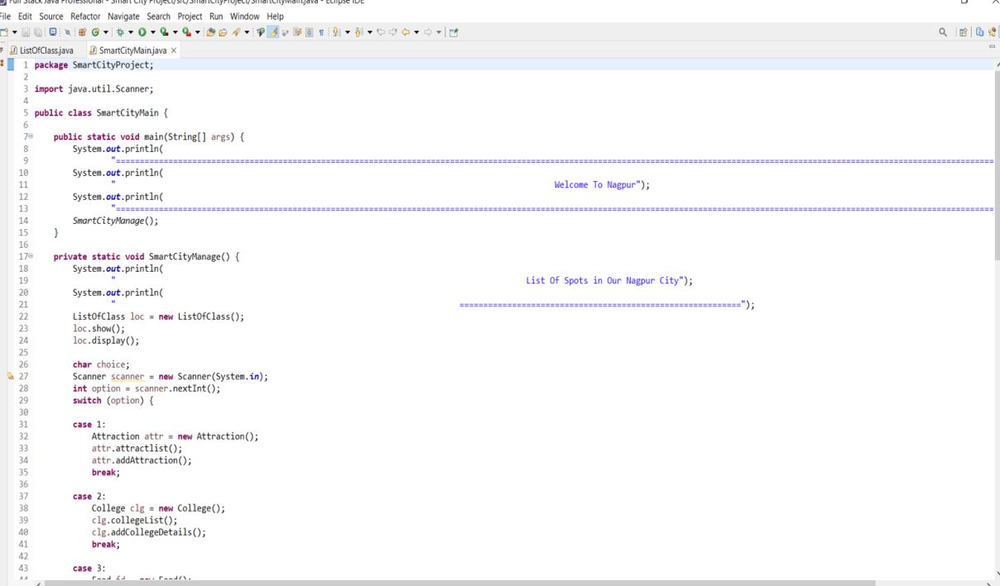 Full Stack Java Professional - Smart City Project/src/SmartCityProject/SmartCityMain.java - Eclipse IDE
File Edit Source Refactor Navigate Search Project Run Window Help
ListOfClass.java SmartCityMain.java ×
1 package SmartCityProject;
2
3 import java.util.Scanner;
4
5 public class SmartCityMain {
6
7 public static void main(String[] args) {
8 System.out.println(
9 "================================================================================
10 System.out.println(
11 " Welcome To Nagpur");
12 System.out.println(
13 "================================================================================
14 SmartCityManage();
15 }
16
17 private static void SmartCityManage() {
18 System.out.println(
19 " List Of Spots in Our Nagpur City");
20 System.out.println(
21 " ===========================================================");
22 ListOfClass loc = new ListOfClass();
23 loc.show();
24 loc.display();
25
26 char choice;
27 Scanner scanner = new Scanner(System.in);
28 int option = scanner.nextInt();
29 switch (option) {
30
31 case 1:
32 Attraction attr = new Attraction();
33 attr.attractlist();
34 attr.addAttraction();
35 break;
36
37 case 2:
38 College clg = new College();
39 clg.collegeList();
40 clg.addCollegeDetails();
41 break;
42
43 case 3:
44 Food fd = new Food();